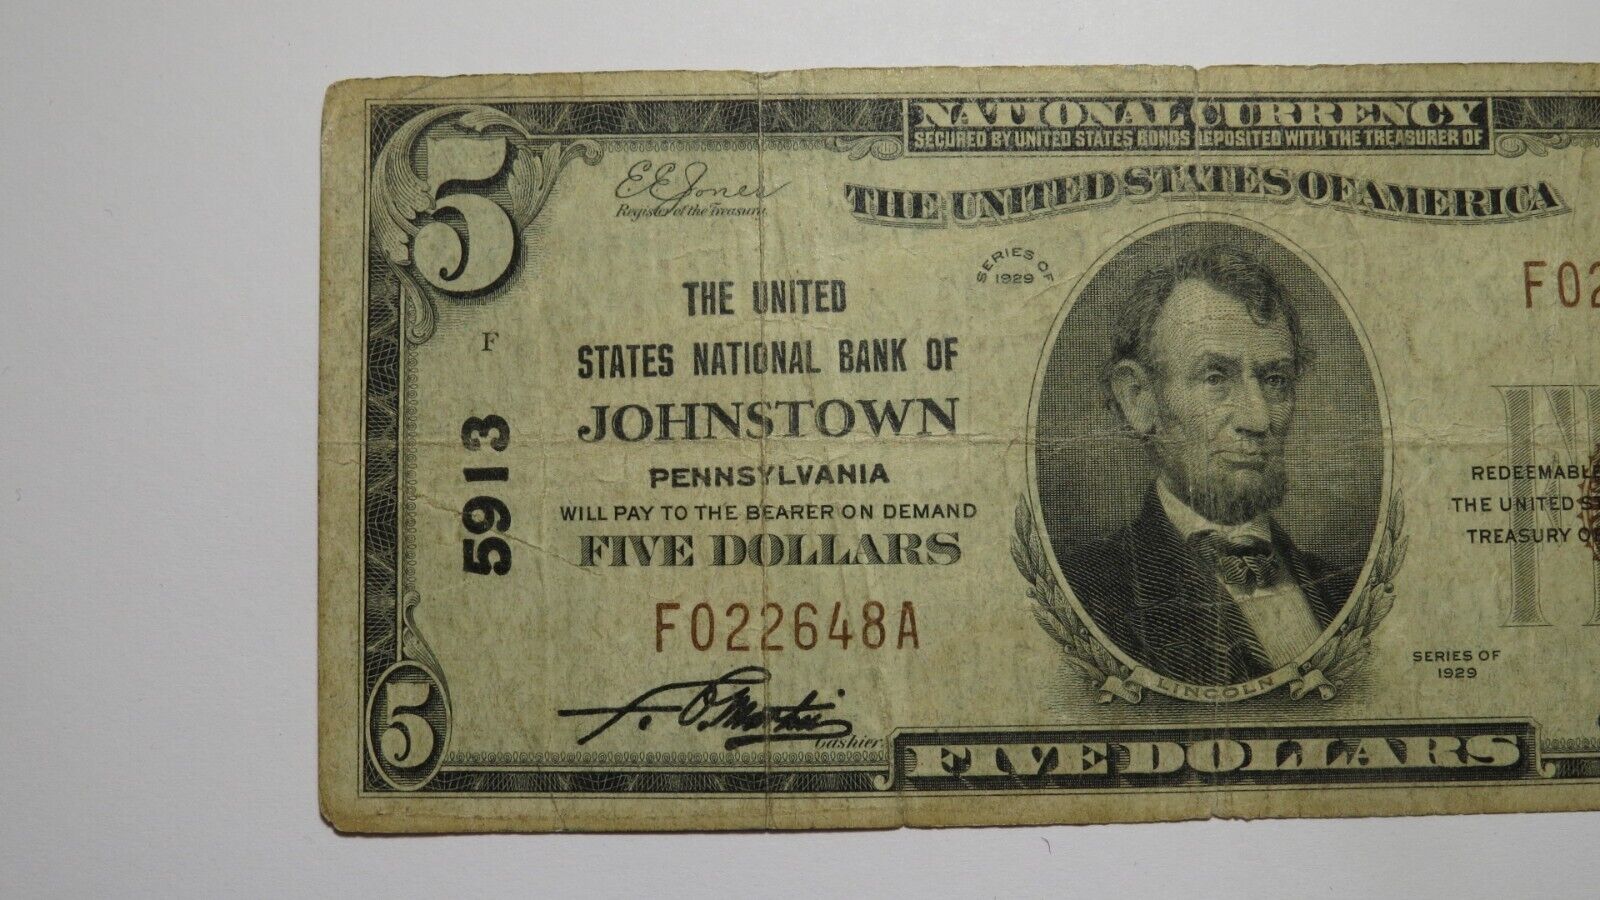 NATIONAL CURRENCY
SECURED BY UNITED STATES BONDS DEPOSITED WITH THE TREASURER OF
THE UNITED STATES OF AMERICA
5
E E Jones
Register of the Treasury
SERIES OF
1929
F02
THE UNITED
STATES NATIONAL BANK OF
F
JOHNSTOWN
5913
PENNSYLVANIA
REDEEMABLE
WILL PAY TO THE BEARER ON DEMAND
THE UNITED S
FIVE DOLLARS
TREASURY O
F022648A
SERIES OF
1929
LINCOLN
5
Cashier.
FIVE DOLLARS